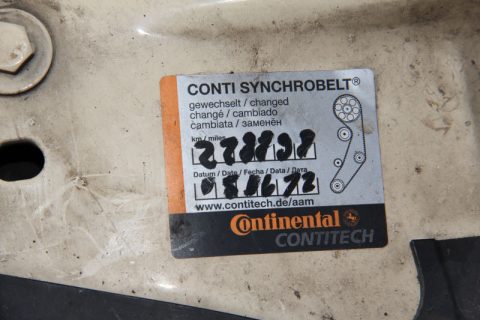 CONTI SYNCHROBELT®
gewechselt / changed
changé / cambiado
cambiata / заменён
km / miles
Datum / Date / Fecha / Data / Дата
www.contitech.de/aam
Continental
CONTITECH